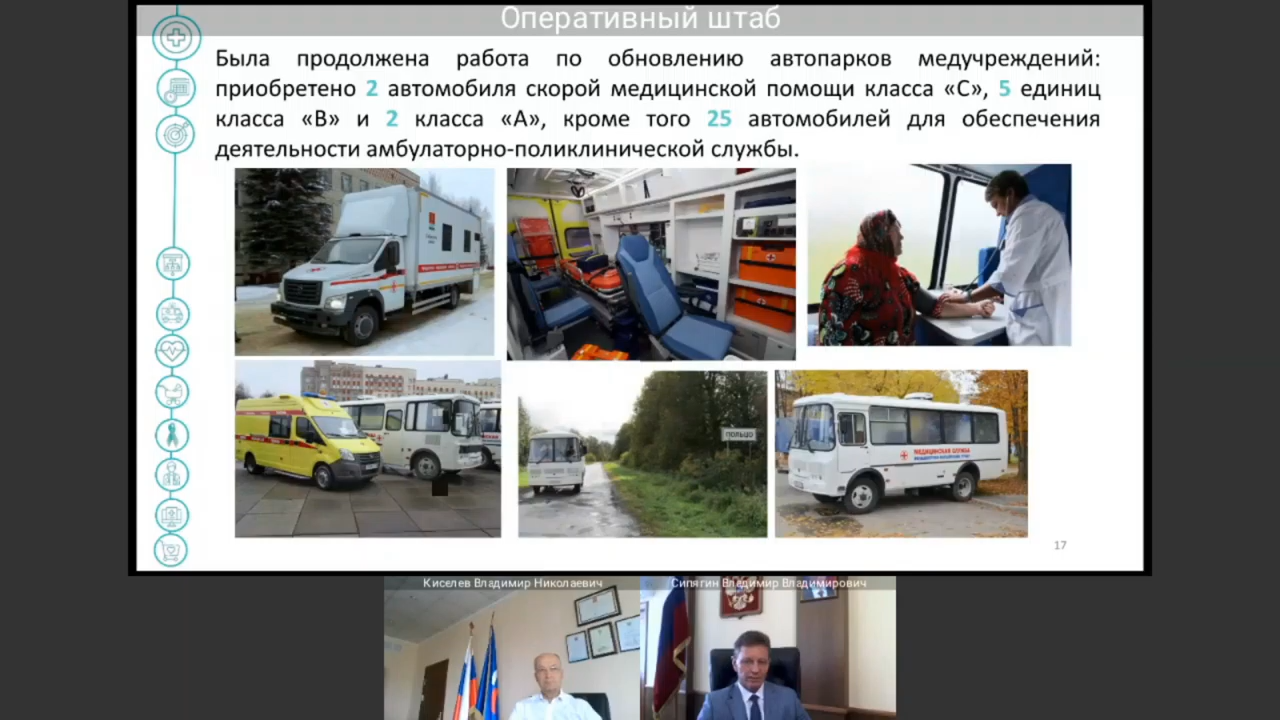 Оперативный штаб
Была продолжена работа по обновлению автопарков медучреждений:
приобретено 2 автомобиля скорой медицинской помощи класса «С», 5 единиц
класса «В» и 2 класса «А», кроме того 25 автомобилей для обеспечения
деятельности амбулаторно-поликлинической службы.
ПОЛЬЦО
МЕДИЦИНСКАЯ СЛУЖБА
17
Киселев Владимир Николаевич
Сипягин Владимир Владимирович